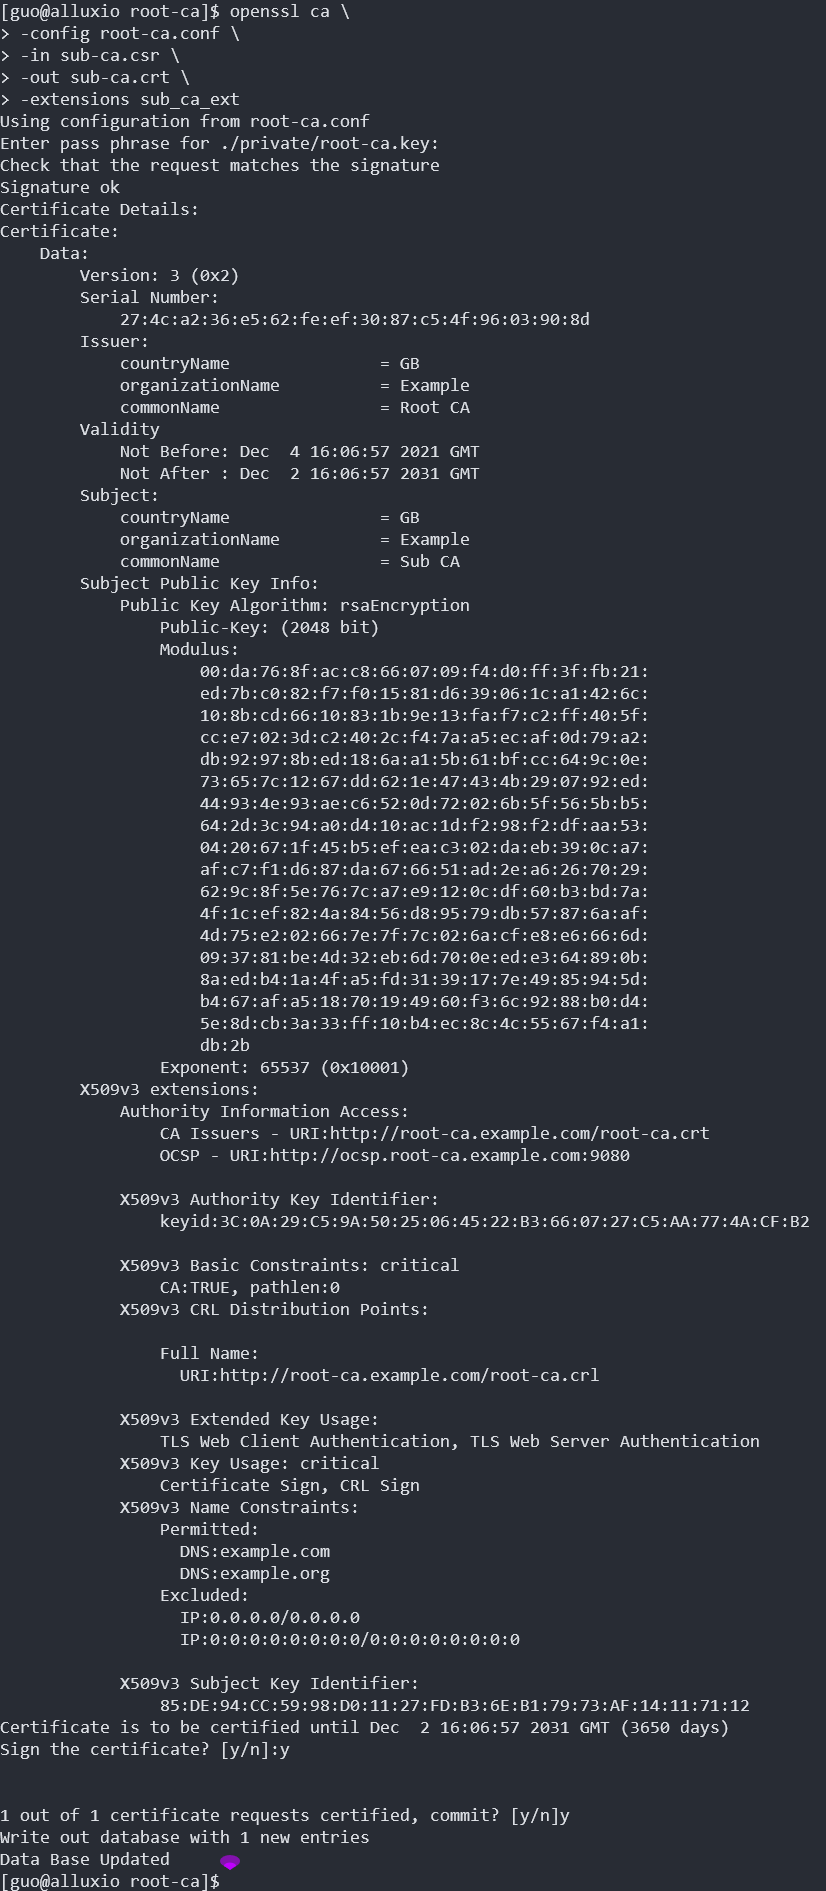 [guo@alluxio root-ca]$ openssl ca \
> -config root-ca.conf \
> -in sub-ca.csr \
> -out sub-ca.crt \
> -extensions sub_ca_ext
Using configuration from root-ca.conf
Enter pass phrase for ./private/root-ca.key:
Check that the request matches the signature
Signature ok
Certificate Details:
Certificate:
    Data:
        Version: 3 (0x2)
        Serial Number:
            27:4c:a2:36:e5:62:fe:ef:30:87:c5:4f:96:03:90:8d
        Issuer:
            countryName               = GB
            organizationName          = Example
            commonName                = Root CA
        Validity
            Not Before: Dec  4 16:06:57 2021 GMT
            Not After : Dec  2 16:06:57 2031 GMT
        Subject:
            countryName               = GB
            organizationName          = Example
            commonName                = Sub CA
        Subject Public Key Info:
            Public Key Algorithm: rsaEncryption
                Public-Key: (2048 bit)
                Modulus:
                    00:da:76:8f:ac:c8:66:07:09:f4:d0:ff:3f:fb:21:
                    ed:7b:c0:82:f7:f0:15:81:d6:39:06:1c:a1:42:6c:
                    10:8b:cd:66:10:83:1b:9e:13:fa:f7:c2:ff:40:5f:
                    cc:e7:02:3d:c2:40:2c:f4:7a:a5:ec:af:0d:79:a2:
                    db:92:97:8b:ed:18:6a:a1:5b:61:bf:cc:64:9c:0e:
                    73:65:7c:12:67:dd:62:1e:47:43:4b:29:07:92:ed:
                    44:93:4e:93:ae:c6:52:0d:72:02:6b:5f:56:5b:b5:
                    64:2d:3c:94:a0:d4:10:ac:1d:f2:98:f2:df:aa:53:
                    04:20:67:1f:45:b5:ef:ea:c3:02:da:eb:39:0c:a7:
                    af:c7:f1:d6:87:da:67:66:51:ad:2e:a6:26:70:29:
                    62:9c:8f:5e:76:7c:a7:e9:12:0c:df:60:b3:bd:7a:
                    4f:1c:ef:82:4a:84:56:d8:95:79:db:57:87:6a:af:
                    4d:75:e2:02:66:7e:7f:7c:02:6a:cf:e8:e6:66:6d:
                    09:37:81:be:4d:32:eb:6d:70:0e:ed:e3:64:89:0b:
                    8a:ed:b4:1a:4f:a5:fd:31:39:17:7e:49:85:94:5d:
                    b4:67:af:a5:18:70:19:49:60:f3:6c:92:88:b0:d4:
                    5e:8d:cb:3a:33:ff:10:b4:ec:8c:4c:55:67:f4:a1:
                    db:2b
                Exponent: 65537 (0x10001)
        X509v3 extensions:
            Authority Information Access:
                CA Issuers - URI:http://root-ca.example.com/root-ca.crt
                OCSP - URI:http://ocsp.root-ca.example.com:9080
            X509v3 Authority Key Identifier:
                keyid:3C:0A:29:C5:9A:50:25:06:45:22:B3:66:07:27:C5:AA:77:4A:CF:B2
            X509v3 Basic Constraints: critical
                CA:TRUE, pathlen:0
            X509v3 CRL Distribution Points:
                Full Name:
                  URI:http://root-ca.example.com/root-ca.crl
            X509v3 Extended Key Usage:
                TLS Web Client Authentication, TLS Web Server Authentication
            X509v3 Key Usage: critical
                Certificate Sign, CRL Sign
            X509v3 Name Constraints:
                Permitted:
                  DNS:example.com
                  DNS:example.org
                Excluded:
                  IP:0.0.0.0/0.0.0.0
                  IP:0:0:0:0:0:0:0:0/0:0:0:0:0:0:0:0
            X509v3 Subject Key Identifier:
                85:DE:94:CC:59:98:D0:11:27:FD:B3:6E:B1:79:73:AF:14:11:71:12
Certificate is to be certified until Dec  2 16:06:57 2031 GMT (3650 days)
Sign the certificate? [y/n]:y
1 out of 1 certificate requests certified, commit? [y/n]y
Write out database with 1 new entries
Data Base Updated
[guo@alluxio root-ca]$